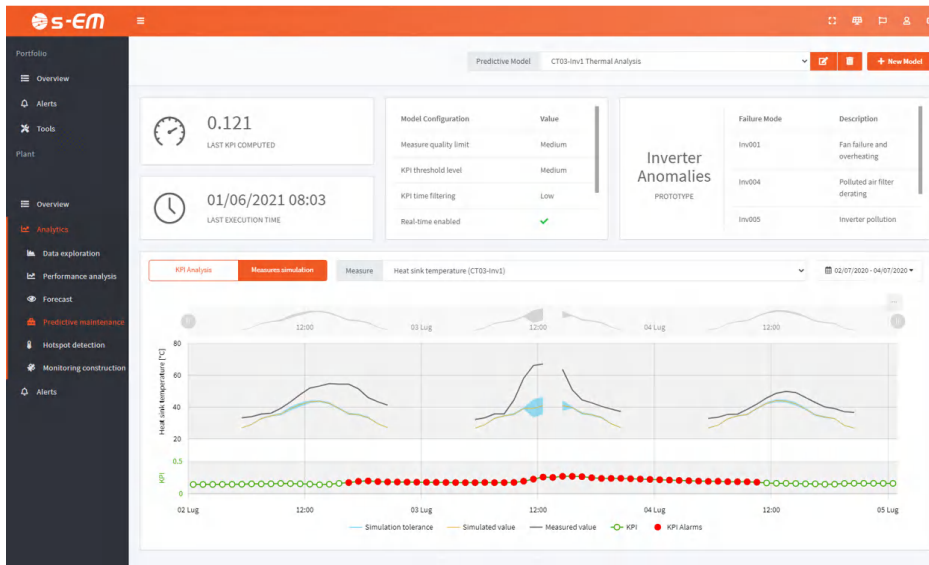 s-EM
Portfolio
Overview
Alerts
Tools
Plant
Overview
Analytics
Data exploration
Performance analysis
Forecast
Predictive maintenance
Hotspot detection
Monitoring construction
Alerts
Predictive Model CT03-Inv1 Thermal Analysis + New Model
0.121
LAST KPI COMPUTED
01/06/2021 08:03
LAST EXECUTION TIME
Model Configuration Value
Measure quality limit Medium
KPI threshold level Medium
KPI time filtering Low
Real-time enabled
Inverter
Anomalies
PROTOTYPE
Failure Mode Description
Inv001 Fan failure and
overheating
Inv004 Polluted air filter
derating
Inv005 Inverter pollution
KPI Analysis Measures simulation Measure Heat sink temperature (CT03-Inv1) 02/07/2020 - 04/07/2020
12:00 03 Lug 12:00 04 Lug 12:00
Heat sink temperature [°C]
80
60
40
20
KPI
0.5
0
02 Lug 12:00 03 Lug 12:00 04 Lug 12:00 05 Lug
Simulation tolerance Simulated value Measured value KPI KPI Alarms